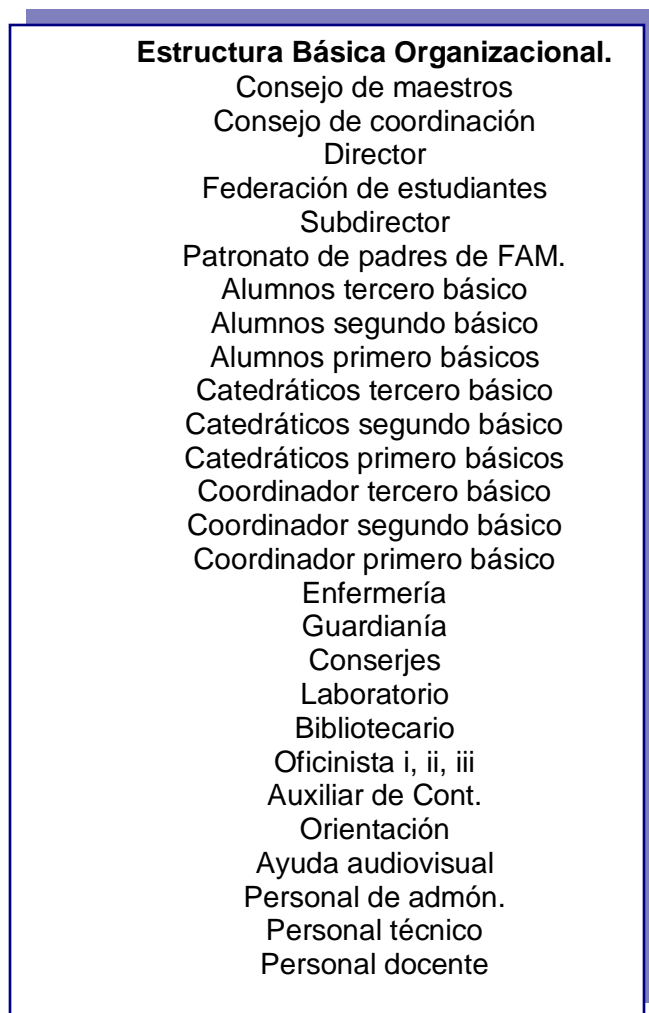 Estructura Básica Organizacional.
Consejo de maestros
Consejo de coordinación
Director
Federación de estudiantes
Subdirector
Patronato de padres de FAM.
Alumnos tercero básico
Alumnos segundo básico
Alumnos primero básicos
Catedráticos tercero básico
Catedráticos segundo básico
Catedráticos primero básicos
Coordinador tercero básico
Coordinador segundo básico
Coordinador primero básico
Enfermería
Guardianía
Conserjes
Laboratorio
Bibliotecario
Oficinista i, ii, iii
Auxiliar de Cont.
Orientación
Ayuda audiovisual
Personal de admón.
Personal técnico
Personal docente